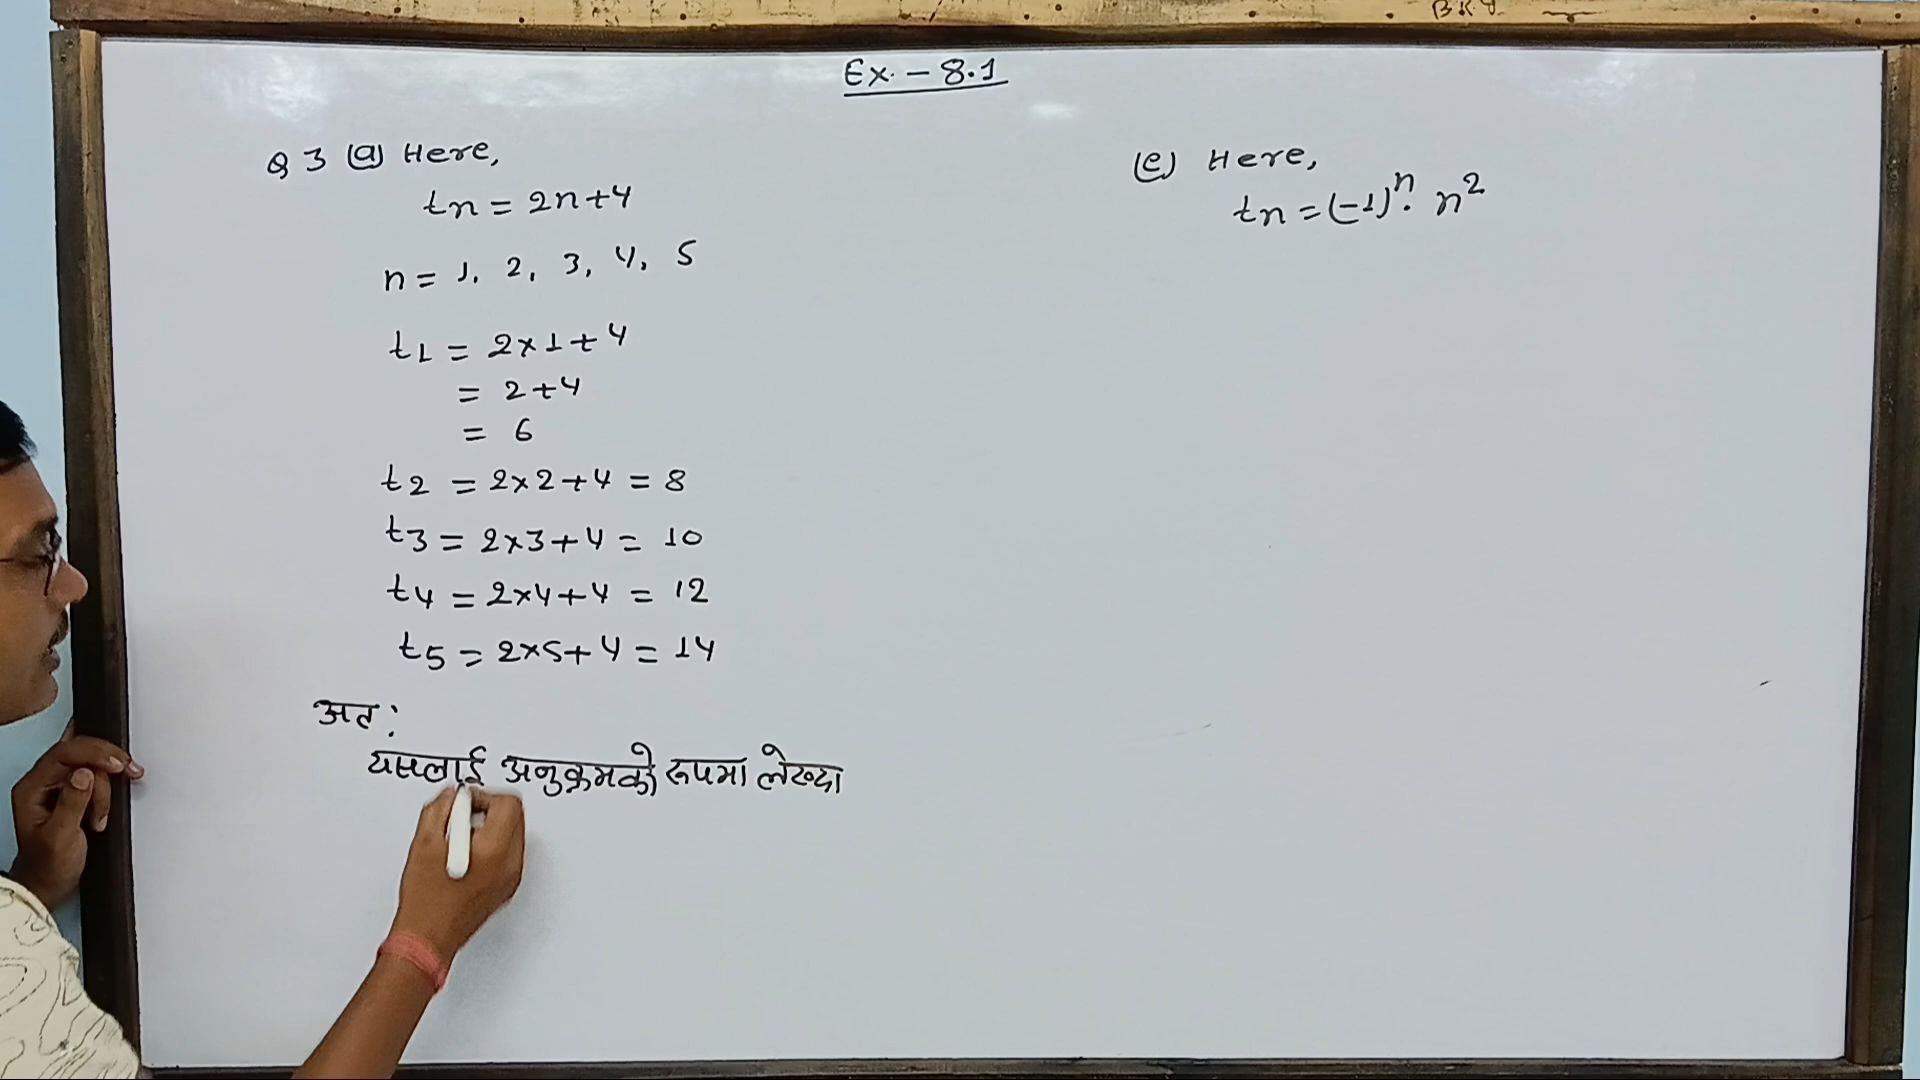 BKY
Ex. - 8.1
Q 3 (a) Here,
tn = 2n+4
n = 1, 2, 3, 4, 5
t1 = 2×1+4
= 2+4
= 6
t2 = 2×2+4 = 8
t3 = 2×3+4 = 10
t4 = 2×4+4 = 12
t5 = 2×5+4 = 14
अत:
यसलाई अनुक्रमको रूपमा लेख्दा
(e) Here,
tn = (-1)ⁿ. n²